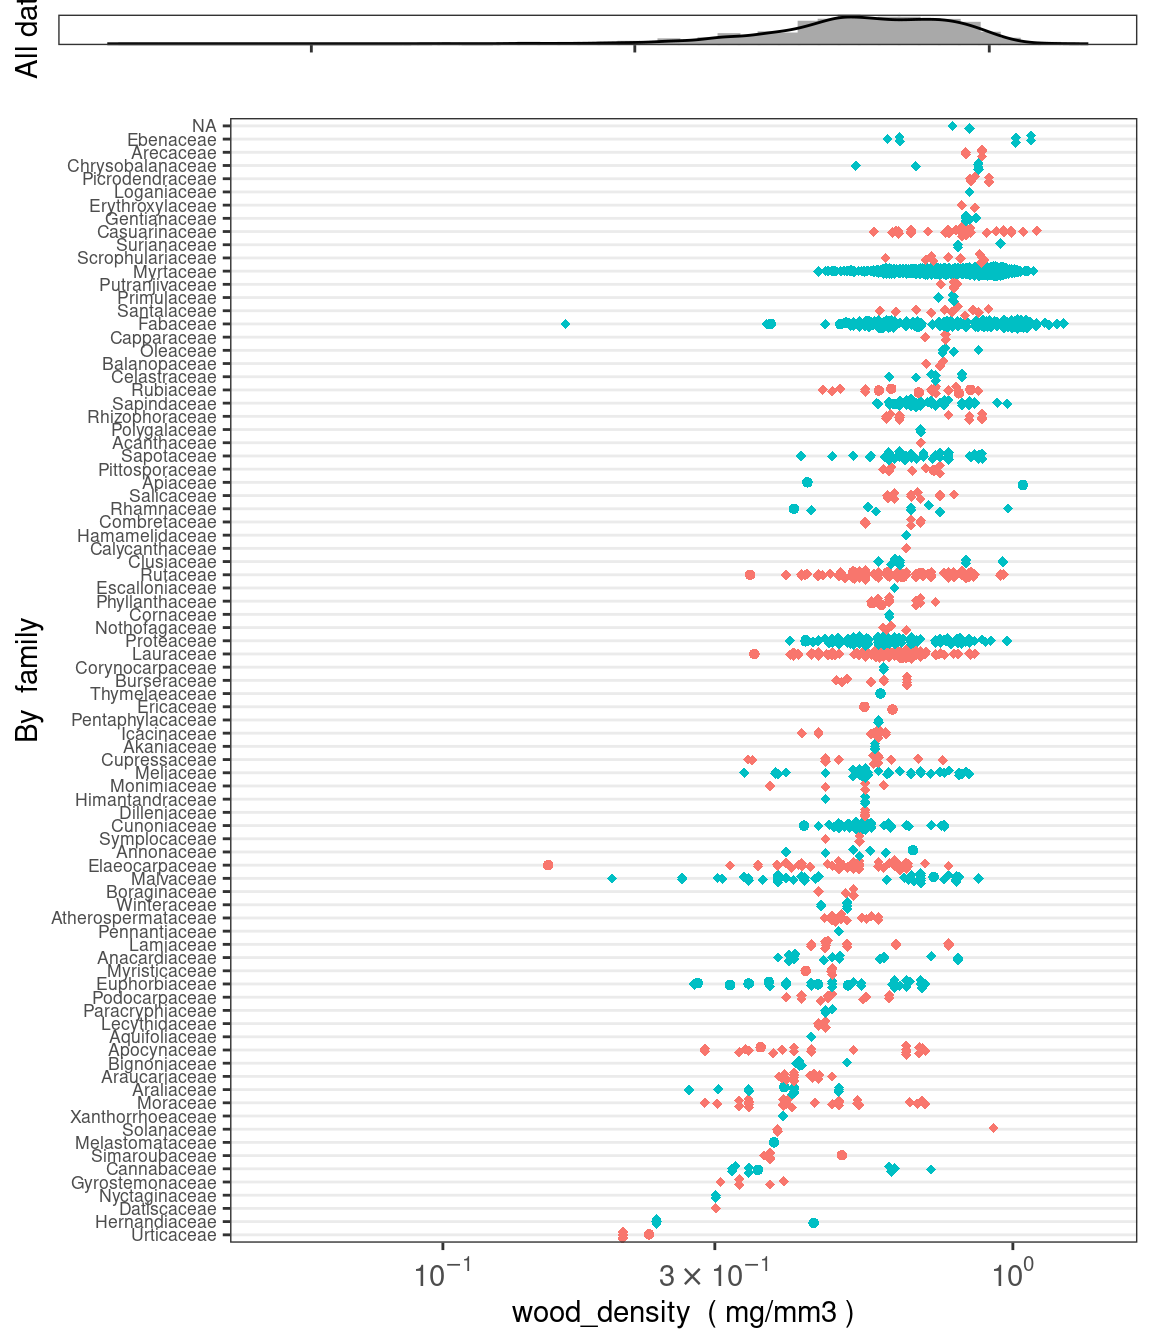 All dat
By family
NA
Ebenaceae
Arecaceae
Chrysobalanaceae
Picrodendraceae
Loganiaceae
Erythroxylaceae
Gentianaceae
Casuarinaceae
Surianaceae
Scrophulariaceae
Myrtaceae
Putranjivaceae
Primulaceae
Santalaceae
Fabaceae
Capparaceae
Oleaceae
Balanopaceae
Celastraceae
Rubiaceae
Sapindaceae
Rhizophoraceae
Polygalaceae
Acanthaceae
Sapotaceae
Pittosporaceae
Apiaceae
Salicaceae
Rhamnaceae
Combretaceae
Hamamelidaceae
Calycanthaceae
Clusiaceae
Rutaceae
Escalloniaceae
Phyllanthaceae
Cornaceae
Nothofagaceae
Proteaceae
Lauraceae
Corynocarpaceae
Burseraceae
Thymelaeaceae
Ericaceae
Pentaphylacaceae
Icacinaceae
Akaniaceae
Cupressaceae
Meliaceae
Monimiaceae
Himantandraceae
Dilleniaceae
Cunoniaceae
Symplocaceae
Annonaceae
Elaeocarpaceae
Malvaceae
Boraginaceae
Winteraceae
Atherospermataceae
Pennantiaceae
Lamiaceae
Anacardiaceae
Myristicaceae
Euphorbiaceae
Podocarpaceae
Paracryphiaceae
Lecythidaceae
Aquifoliaceae
Apocynaceae
Bignoniaceae
Araucariaceae
Araliaceae
Moraceae
Xanthorrhoeaceae
Solanaceae
Melastomataceae
Simaroubaceae
Cannabaceae
Gyrostemonaceae
Nyctaginaceae
Datiscaceae
Hernandiaceae
Urticaceae
10⁻¹ 3 × 10⁻¹ 10⁰
wood_density ( mg/mm3 )